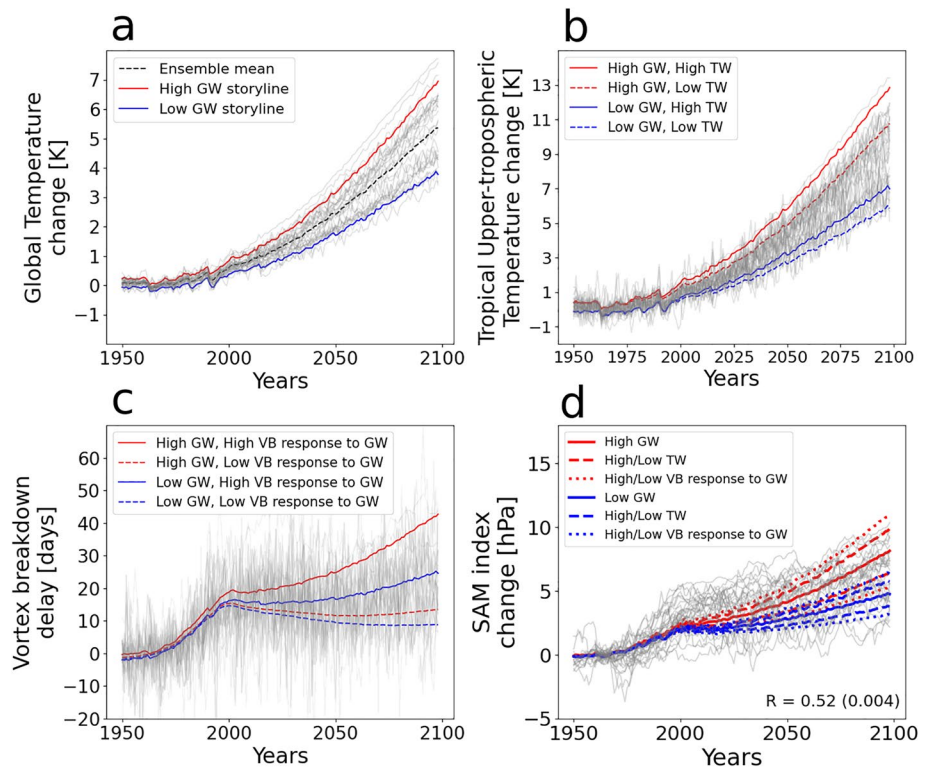 a
Global Temperature
change [K]
7
6
5
4
3
2
1
0
−1
Ensemble mean
High GW storyline
Low GW storyline
1950
2000
2050
2100
Years
b
Tropical Upper-tropospheric
Temperature change [K]
13
11
9
7
5
3
1
−1
High GW, High TW
High GW, Low TW
Low GW, High TW
Low GW, Low TW
1950
1975
2000
2025
2050
2075
2100
Years
c
Vortex breakdown
delay [days]
60
50
40
30
20
10
0
−10
−20
High GW, High VB response to GW
High GW, Low VB response to GW
Low GW, High VB response to GW
Low GW, Low VB response to GW
1950
2000
2050
2100
Years
d
SAM index
change [hPa]
15
10
5
0
−5
High GW
High/Low TW
High/Low VB response to GW
Low GW
High/Low TW
High/Low VB response to GW
R = 0.52 (0.004)
1950
2000
2050
2100
Years